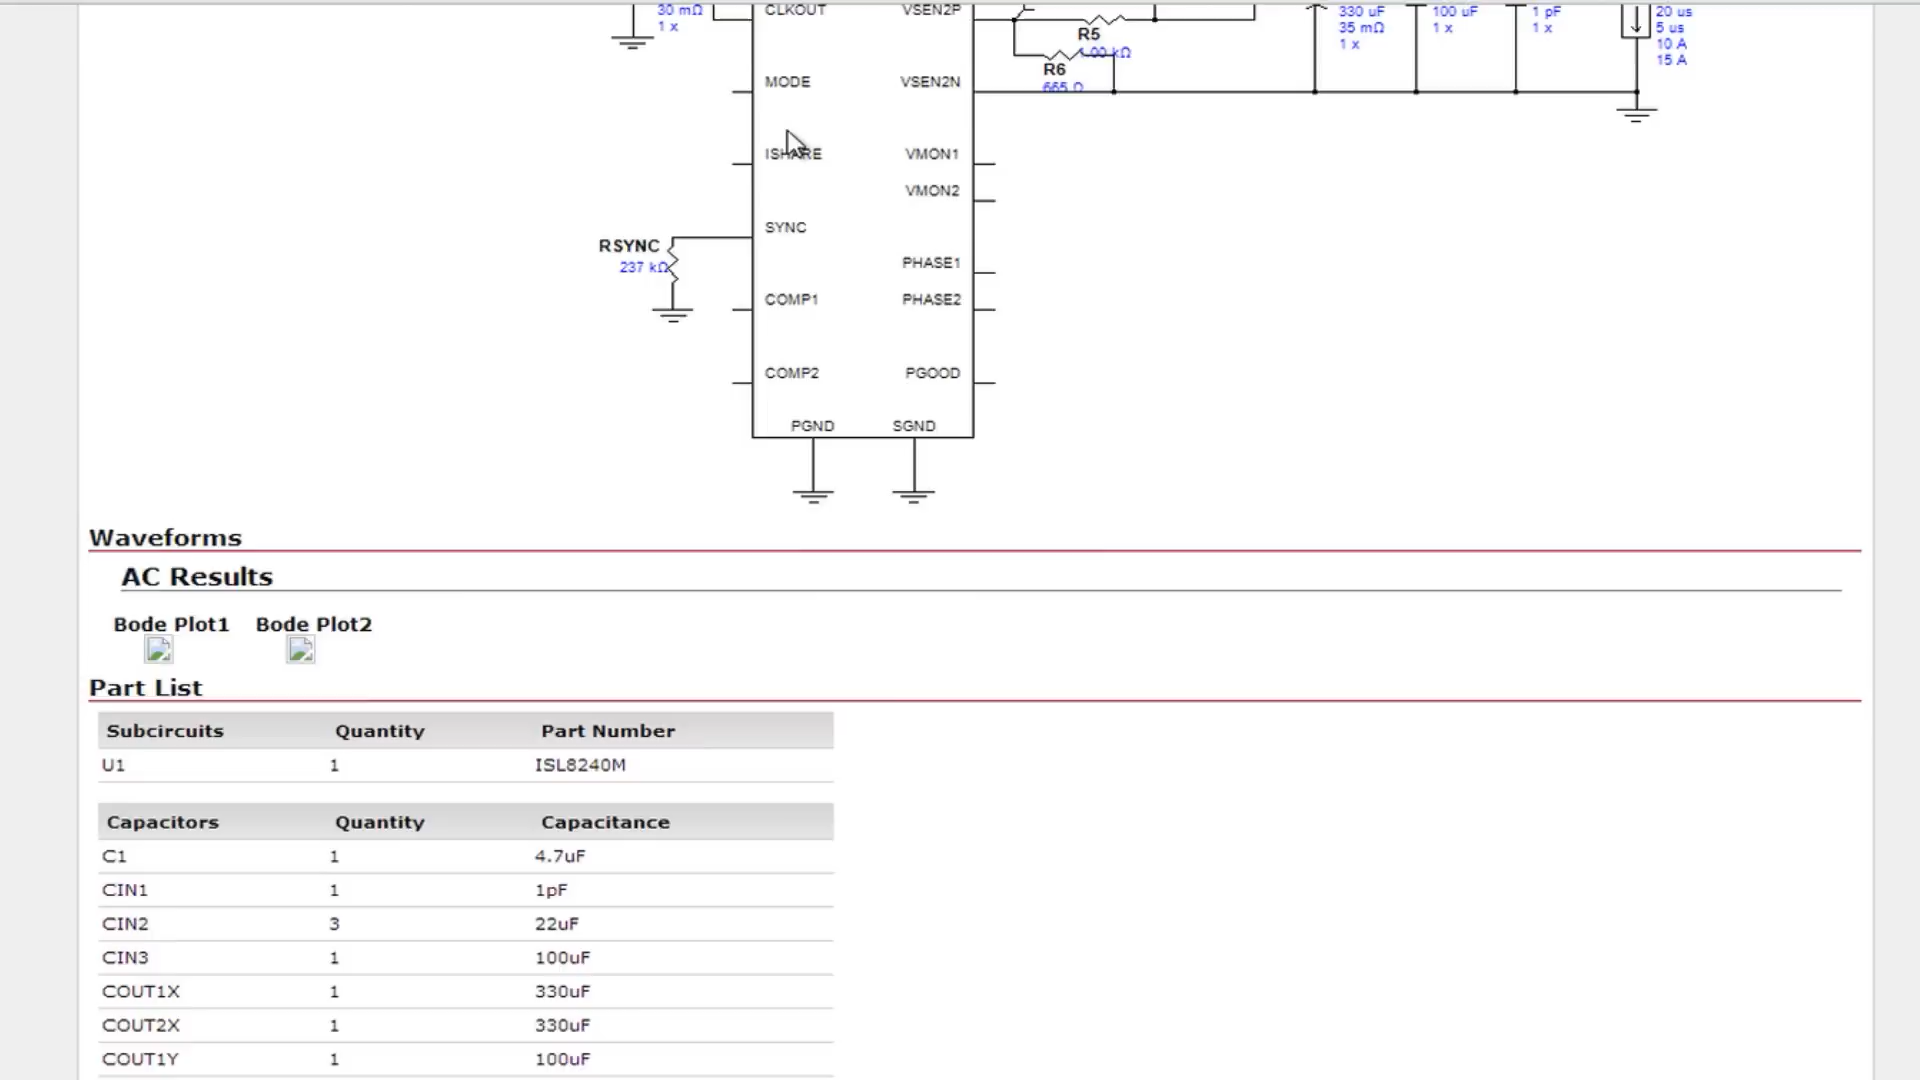 30 mΩ
1 x
CLKOUT
VSEN2P
R5
1.00 kΩ
R6
665 Ω
330 uF
35 mΩ
1 x
100 uF
1 x
1 pF
1 x
20 us
5 us
10 A
15 A
MODE
VSEN2N
ISHARE
VMON1
VMON2
SYNC
RSYNC
237 kΩ
PHASE1
COMP1
PHASE2
COMP2
PGOOD
PGND
SGND
Waveforms
AC Results
Bode Plot1 Bode Plot2
Part List
Subcircuits Quantity Part Number
U1 1 ISL8240M
Capacitors Quantity Capacitance
C1 1 4.7uF
CIN1 1 1pF
CIN2 3 22uF
CIN3 1 100uF
COUT1X 1 330uF
COUT2X 1 330uF
COUT1Y 1 100uF